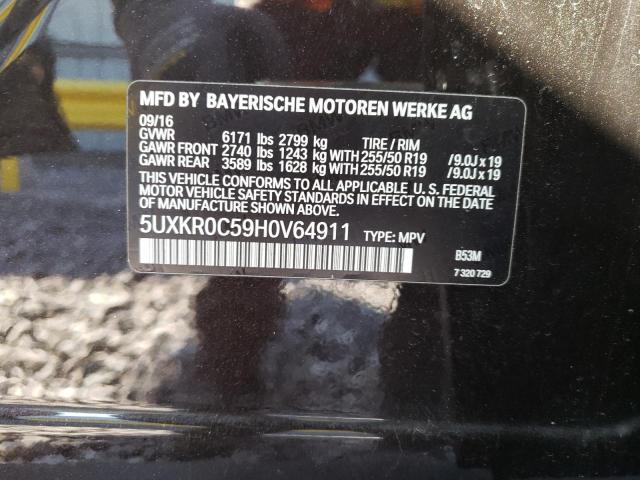 MFD BY BAYERISCHE MOTOREN WERKE AG
09/16
GVWR 6171 lbs 2799 kg TIRE / RIM
GAWR FRONT 2740 lbs 1243 kg WITH 255/50 R19 /9.0J x 19
GAWR REAR 3589 lbs 1628 kg WITH 255/50 R19 /9.0J x 19
THIS VEHICLE CONFORMS TO ALL APPLICABLE U. S. FEDERAL
MOTOR VEHICLE SAFETY STANDARDS IN EFFECT ON THE DATE
OF MANUFACTURE SHOWN ABOVE.
5UXKR0C59H0V64911 TYPE: MPV
B53M
7 320 729